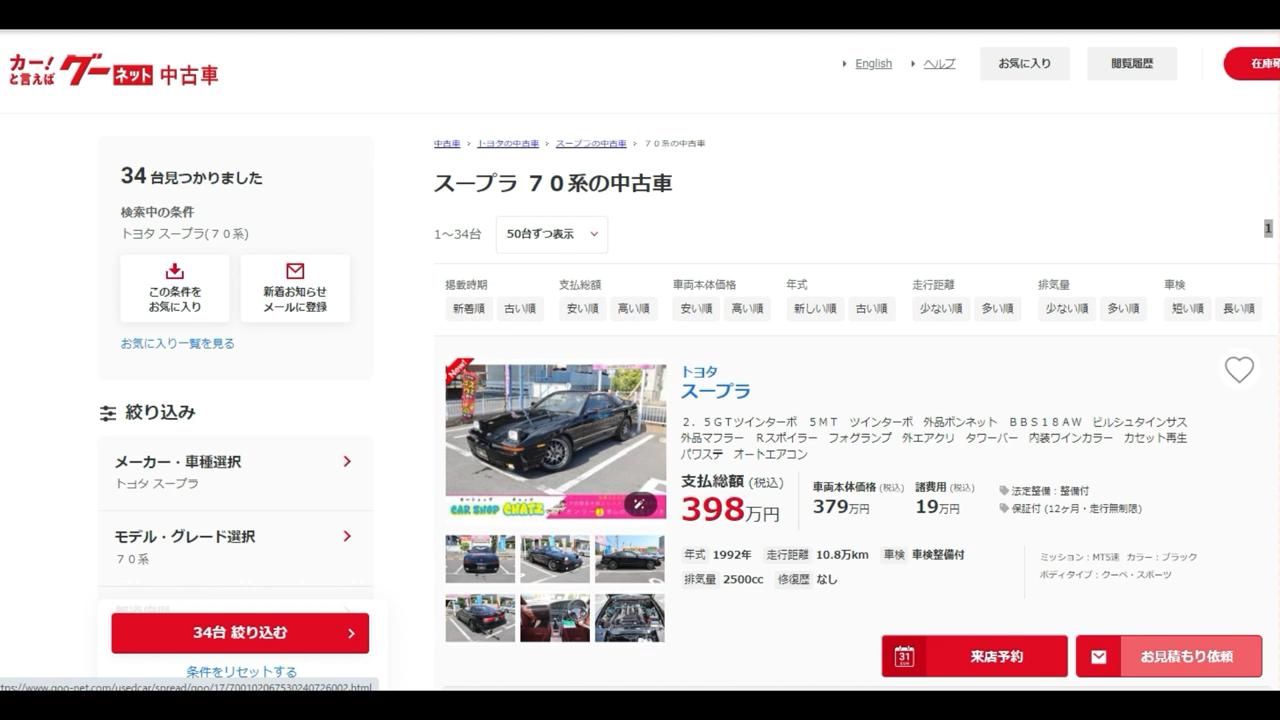 カー！と言えば グーネット 中古車
English
ヘルプ
お気に入り
閲覧履歴
34 台見つかりました
検索中の条件
トヨタ スープラ(７０系)
この条件を
お気に入り
新着お知らせ
メールに登録
お気に入り一覧を見る
絞り込み
メーカー・車種選択
トヨタ スープラ
モデル・グレード選択
７０系
34台 絞り込む
条件をリセットする
中古車 › トヨタの中古車 › スープラの中古車 › ７０系の中古車
スープラ ７０系の中古車
1〜34台
50台ずつ表示
1
掲載時期 支払総額 車両本体価格 年式 走行距離 排気量 車検
新着順 古い順 安い順 高い順 安い順 高い順 新しい順 古い順 少ない順 多い順 少ない順 多い順 短い順 長い順
New!
CAR SHOP CHATZ
トヨタ
スープラ
２．５ＧＴツインターボ　５ＭＴ　ツインターボ　外品ボンネット　ＢＢＳ１８ＡＷ　ビルシュタインサス
外品マフラー　Ｒスポイラー　フォグランプ　外エアクリ　タワーバー　内装ワインカラー　カセット再生
パワステ　オートエアコン
支払総額 (税込)
398万円
車両本体価格 (税込)
379万円
諸費用 (税込)
19万円
法定整備：整備付
保証付 (12ヶ月・走行無制限)
年式 1992年 走行距離 10.8万km 車検 車検整備付
排気量 2500cc 修復歴 なし
ミッション：MT5速 カラー：ブラック
ボディタイプ：クーペ・スポーツ
31
来店予約
お見積もり依頼